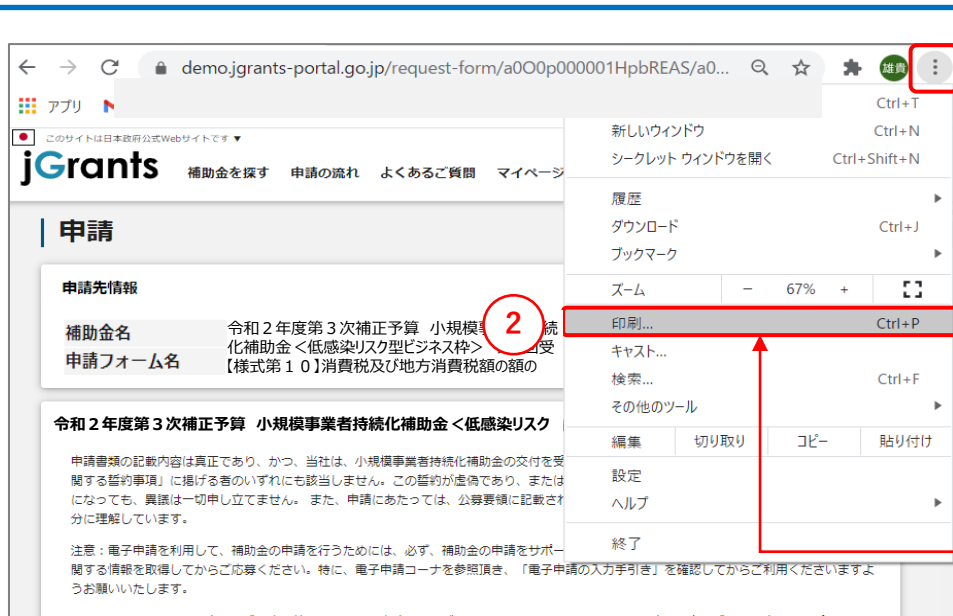 demo.jgrants-portal.go.jp/request-form/a0O0p000001HpbREAS/a0...
雄貴
アプリ
Ctrl+T
このサイトは日本政府公式Webサイトです▼
新しいウィンドウ Ctrl+N
シークレット ウィンドウを開く Ctrl+Shift+N
jGrants 補助金を探す 申請の流れ よくあるご質問 マイページ
履歴
ダウンロード Ctrl+J
ブックマーク
申請
ズーム － 67% +
申請先情報
印刷... Ctrl+P
2
補助金名 令和２年度第３次補正予算 小規模 続
化補助金＜低感染リスク型ビジネス枠＞ 回受
申請フォーム名 【様式第１０】消費税及び地方消費税額の額の
キャスト...
検索... Ctrl+F
その他のツール
編集 切り取り コピー 貼り付け
設定
ヘルプ
終了
令和２年度第３次補正予算 小規模事業者持続化補助金＜低感染リスク
申請書類の記載内容は真正であり、かつ、当社は、小規模事業者持続化補助金の交付を受
関する誓約事項」に掲げる者のいずれにも該当しません。この誓約が虚偽であり、または
になっても、異議は一切申し立てません。 また、申請にあたっては、公募要領に記載され
分に理解しています。
注意：電子申請を利用して、補助金の申請を行うためには、必ず、補助金の申請をサポー
関する情報を取得してからご応募ください。特に、電子申請コーナを参照頂き、「電子申請の入力手引き」を確認してからご利用くださいますよ
うお願いいたします。